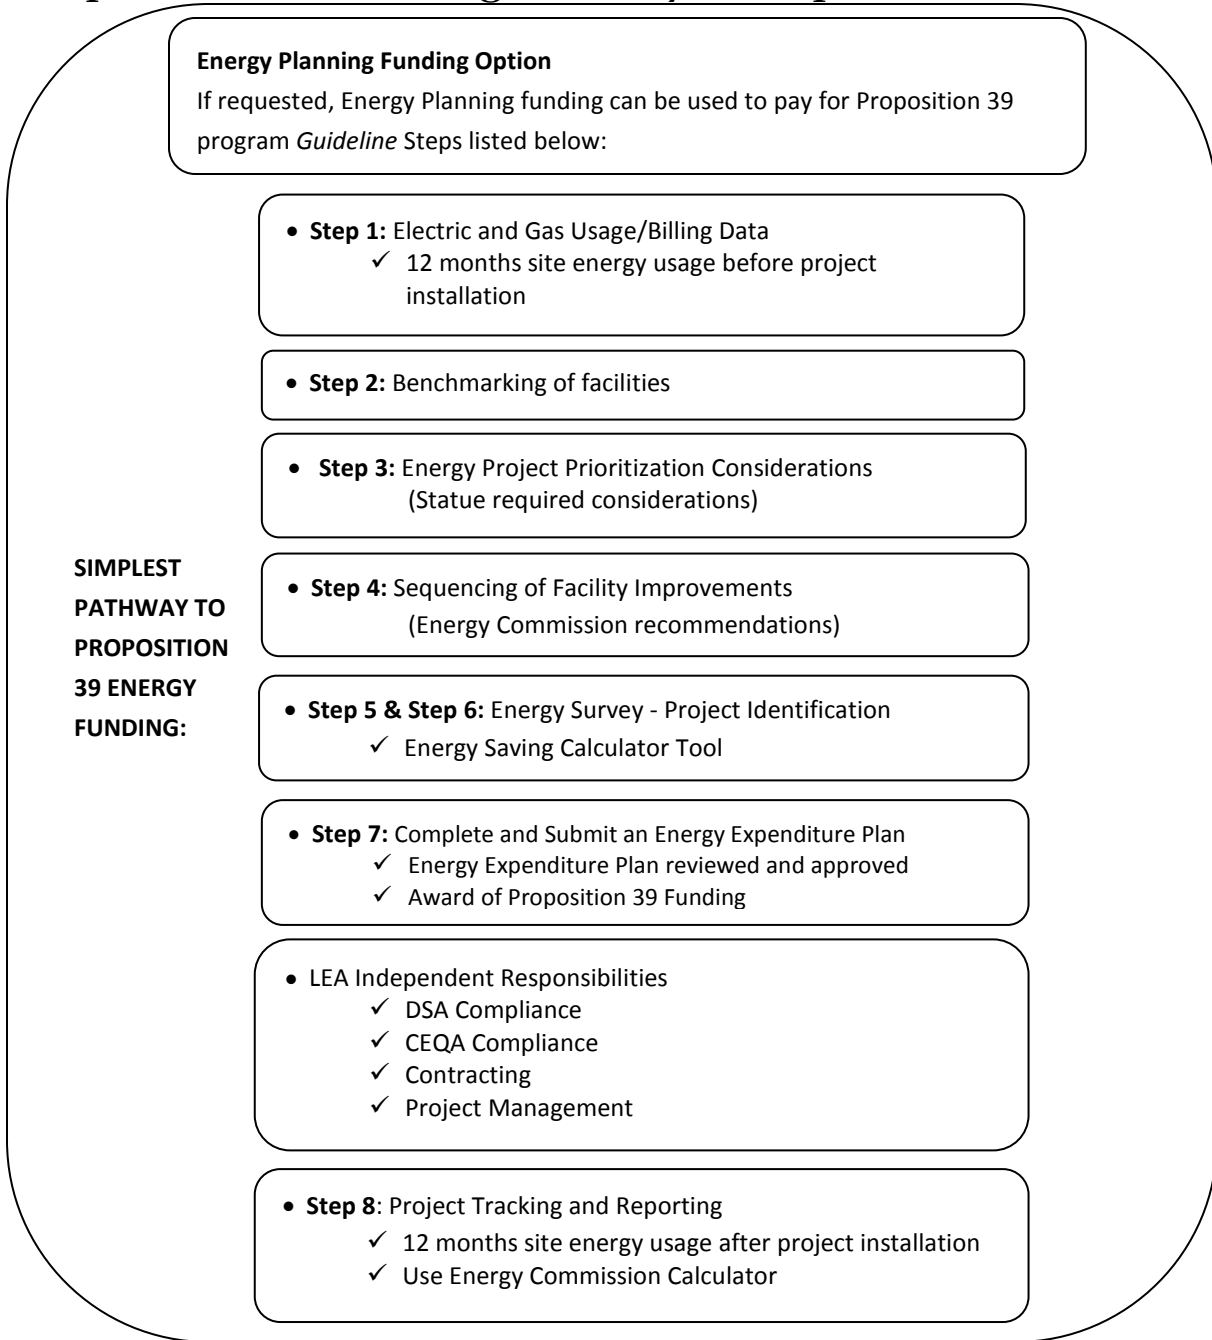 Energy Planning Funding Option
If requested, Energy Planning funding can be used to pay for Proposition 39
program Guideline Steps listed below:
• Step 1: Electric and Gas Usage/Billing Data
✓ 12 months site energy usage before project
installation
• Step 2: Benchmarking of facilities
• Step 3: Energy Project Prioritization Considerations
(Statue required considerations)
SIMPLEST
PATHWAY TO
PROPOSITION
39 ENERGY
FUNDING:
• Step 4: Sequencing of Facility Improvements
(Energy Commission recommendations)
• Step 5 & Step 6: Energy Survey - Project Identification
✓ Energy Saving Calculator Tool
• Step 7: Complete and Submit an Energy Expenditure Plan
✓ Energy Expenditure Plan reviewed and approved
✓ Award of Proposition 39 Funding
• LEA Independent Responsibilities
✓ DSA Compliance
✓ CEQA Compliance
✓ Contracting
✓ Project Management
• Step 8: Project Tracking and Reporting
✓ 12 months site energy usage after project installation
✓ Use Energy Commission Calculator